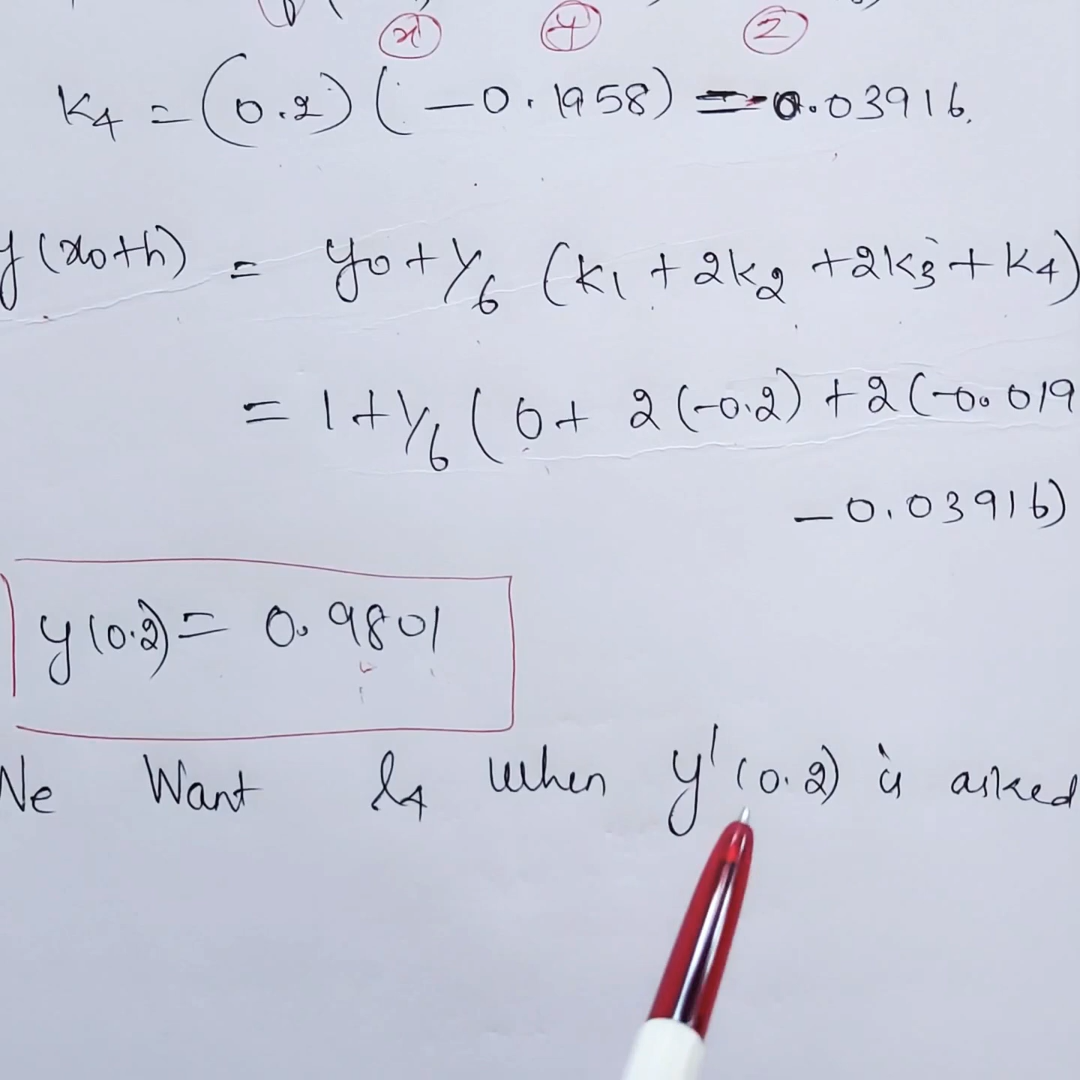 x y z
K4 = (0.2) (-0.1958) = -0.03916.
y(x0+h) = y0 + 1/6 (K1 + 2K2 + 2K3 + K4)
= 1 + 1/6 (0 + 2(-0.2) + 2(-0.019
-0.03916)
y(0.2) = 0.9801
We Want l4 when y'(0.2) is asked